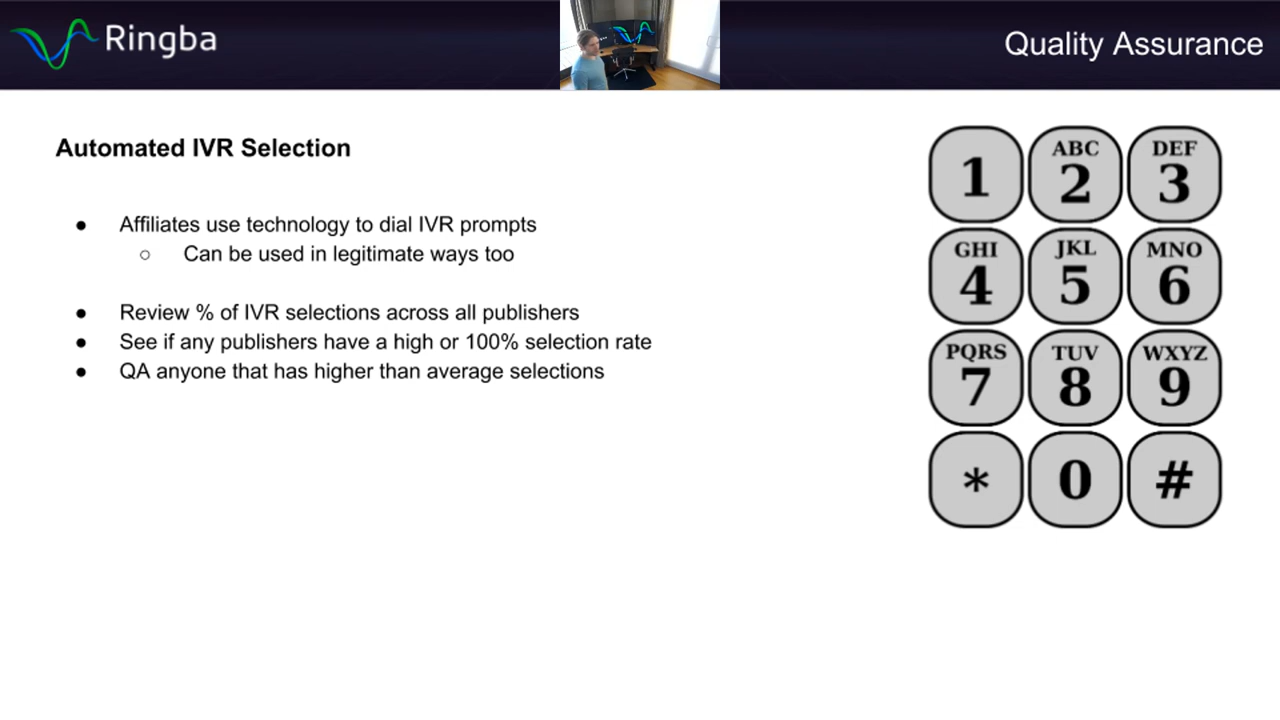 Ringba
Quality Assurance
Automated IVR Selection
● Affiliates use technology to dial IVR prompts
○ Can be used in legitimate ways too
● Review % of IVR selections across all publishers
● See if any publishers have a high or 100% selection rate
● QA anyone that has higher than average selections
1 ABC 2 DEF 3
GHI 4 JKL 5 MNO 6
PQRS 7 TUV 8 WXYZ 9
* 0 #